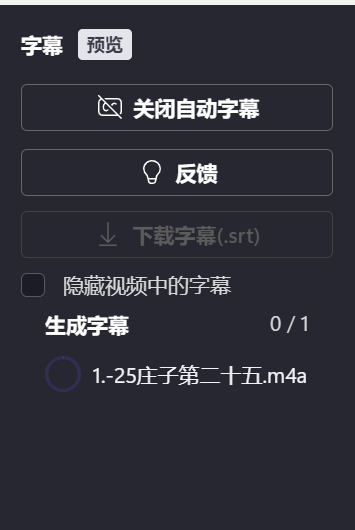 字幕 预览
关闭自动字幕
反馈
下载字幕(.srt)
隐藏视频中的字幕
生成字幕 0 / 1
1.-25庄子第二十五.m4a